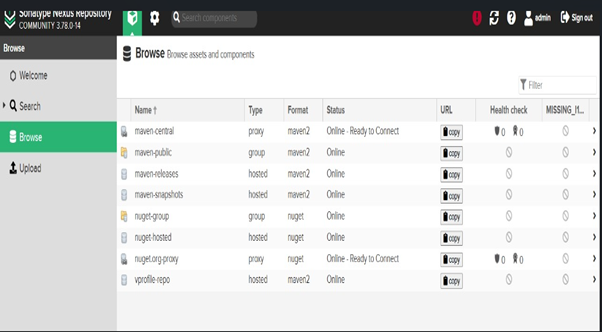 Sonatype Nexus Repository
COMMUNITY 3.78.0-14
Search components
admin
Sign out
Browse
Welcome
Search
Browse
Upload
Browse Browse assets and components
Filter
Name↑ Type Format Status URL Health check MISSING_I1...
maven-central proxy maven2 Online - Ready to Connect copy 0 0
maven-public group maven2 Online copy
maven-releases hosted maven2 Online copy
maven-snapshots hosted maven2 Online copy
nuget-group group nuget Online copy
nuget-hosted hosted nuget Online copy
nuget.org-proxy proxy nuget Online - Ready to Connect copy 0 0
vprofile-repo hosted maven2 Online copy